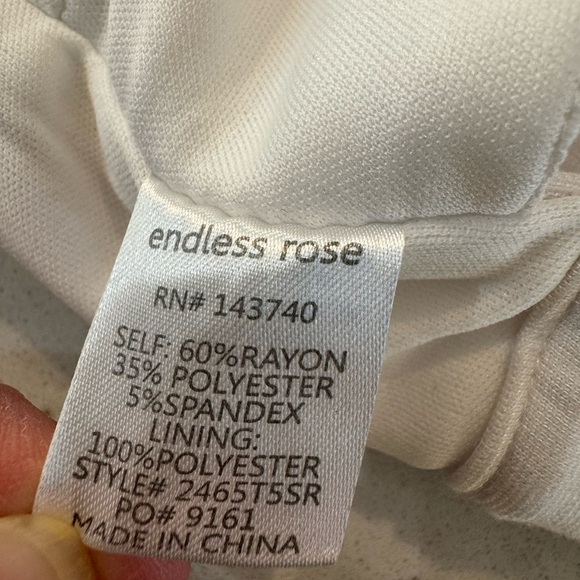 endless rose
RN# 143740
SELF: 60%RAYON
35% POLYESTER
5%SPANDEX
LINING:
100%POLYESTER
STYLE# 2465T5SR
PO# 9161
MADE IN CHINA